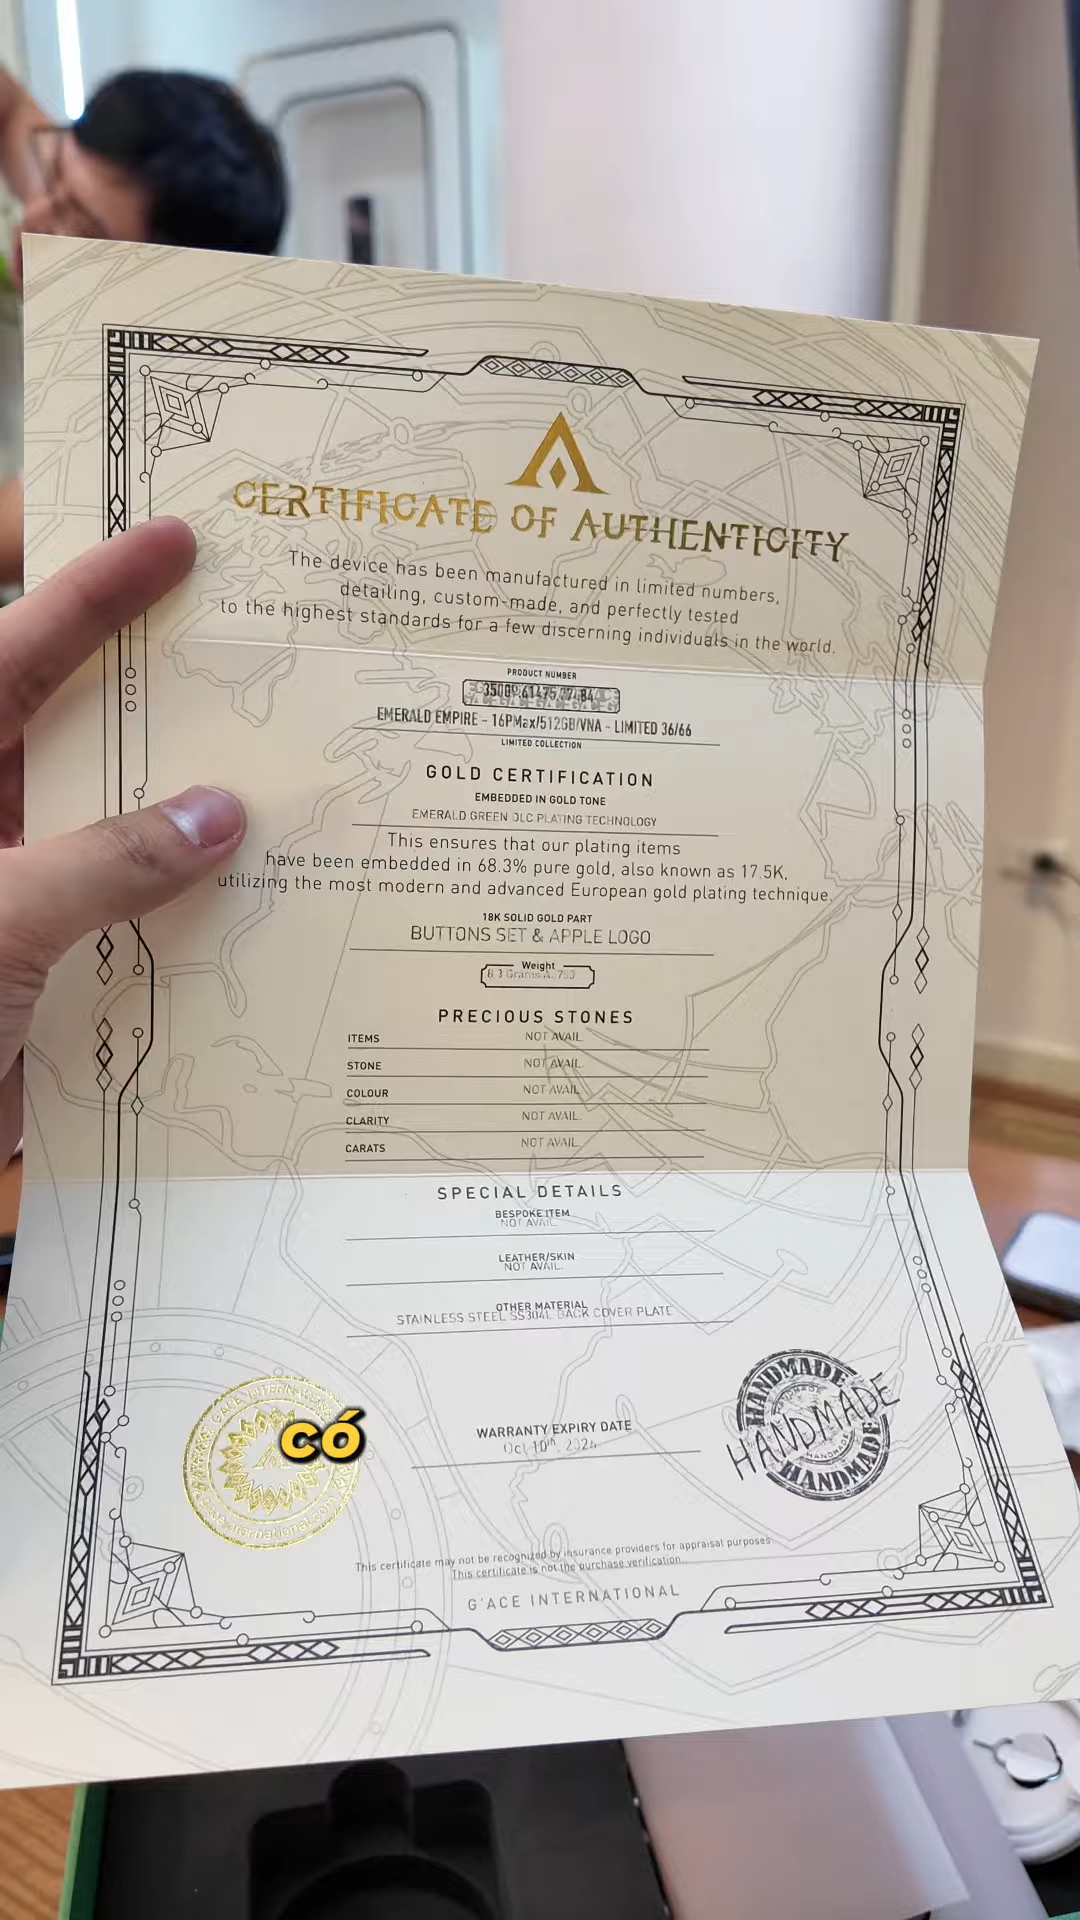 CERTIFICATE OF AUTHENTICITY
The device has been manufactured in limited numbers,
detailing, custom-made, and perfectly tested
to the highest standards for a few discerning individuals in the world.
PRODUCT NUMBER
EMERALD EMPIRE - 16PMax/512GB/VNA - LIMITED 36/66
LIMITED COLLECTION
GOLD CERTIFICATION
EMBEDDED IN GOLD TONE
EMERALD GREEN DLC PLATING TECHNOLOGY
This ensures that our plating items
have been embedded in 68.3% pure gold, also known as 17.5K,
utilizing the most modern and advanced European gold plating technique.
18K SOLID GOLD PART
BUTTONS SET & APPLE LOGO
Weight
PRECIOUS STONES
ITEMS NOT AVAIL.
STONE NOT AVAIL.
COLOUR NOT AVAIL.
CLARITY NOT AVAIL.
CARATS NOT AVAIL.
SPECIAL DETAILS
BESPOKE ITEM
NOT AVAIL.
LEATHER/SKIN
NOT AVAIL.
OTHER MATERIAL
STAINLESS STEEL SS304L BACK COVER PLATE
HANDMADE
HANDMADE
HANDMADE
có
WARRANTY EXPIRY DATE
Oct 10th,
This certificate may not be recognized by insurance providers for appraisal purposes.
This certificate is not the purchase verification.
G'ACE INTERNATIONAL